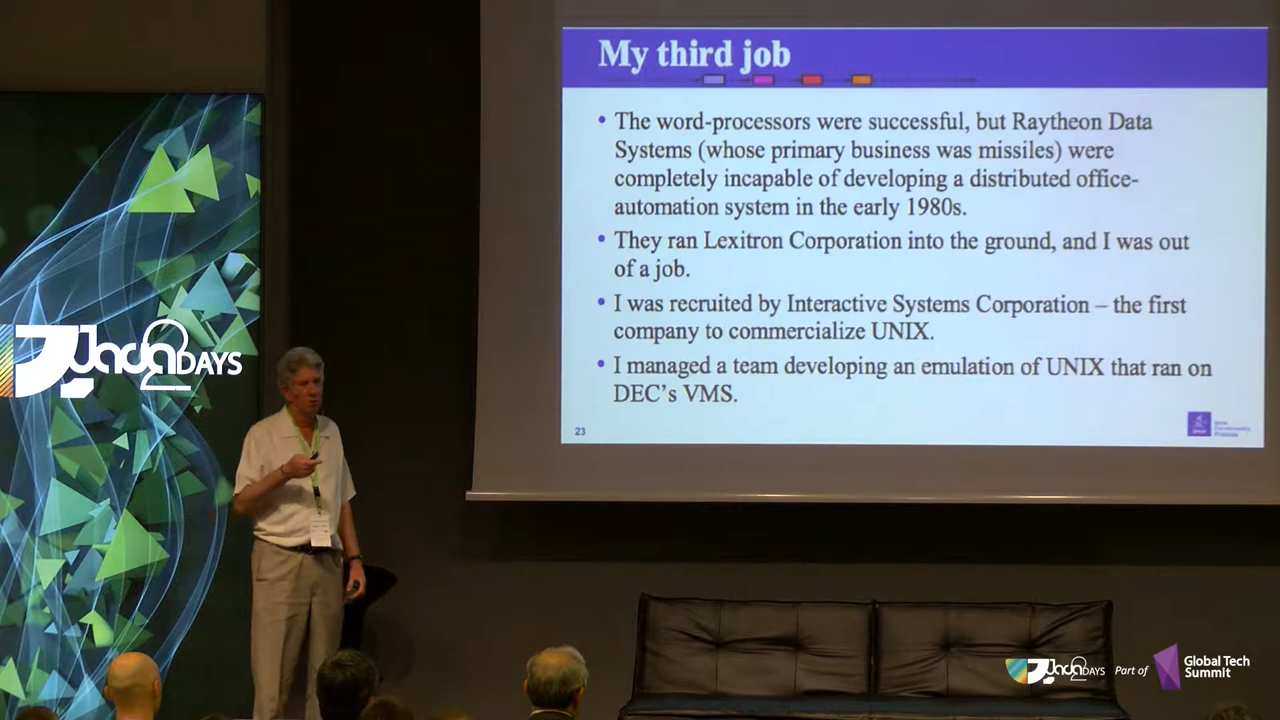 My third job
• The word-processors were successful, but Raytheon Data
Systems (whose primary business was missiles) were
completely incapable of developing a distributed office-
automation system in the early 1980s.
• They ran Lexitron Corporation into the ground, and I was out
of a job.
• I was recruited by Interactive Systems Corporation – the first
company to commercialize UNIX.
• I managed a team developing an emulation of UNIX that ran on
DEC's VMS.
23
Java2DAYS
Java2DAYS
Part of
Global Tech
Summit